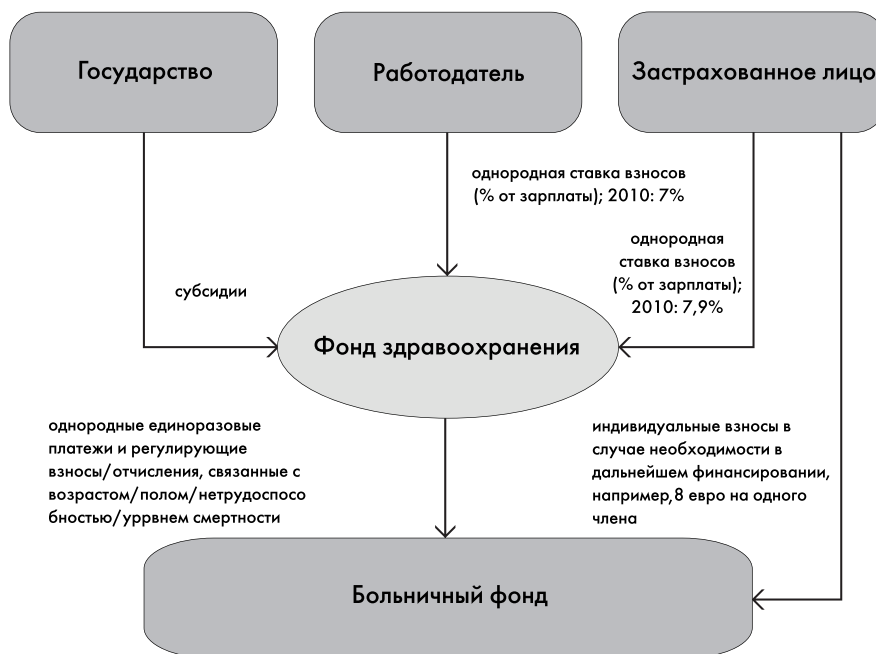 Государство
Работодатель
Застрахованное лицо
однородная ставка взносов
(% от зарплаты); 2010: 7%
однородная
ставка взносов
(% от зарплаты);
2010: 7,9%
субсидии
Фонд здравоохранения
однородные единоразовые
платежи и регулирующие
взносы/отчисления, связанные с
возрастом/полом/нетрудоспосо
бностью/уррвнем смертности
индивидуальные взносы в
случае необходимости в
дальнейшем финансировании,
например,8 евро на одного
члена
Больничный фонд